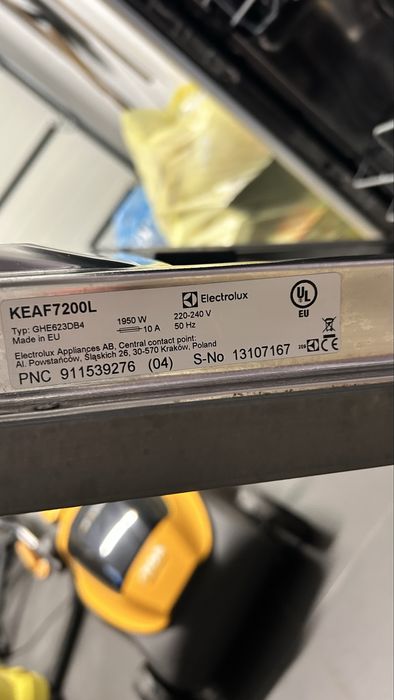 KEAF7200L
Typ: GHE623DB4
Made in EU
1950 W
10 A
220-240 V
50 Hz
Electrolux
UL
EU
Electrolux Appliances AB, Central contact point:
Al. Powstańców, Śląskich 26, 30-570 Kraków, Poland
PNC 911539276 (04) S-No 13107167
CE